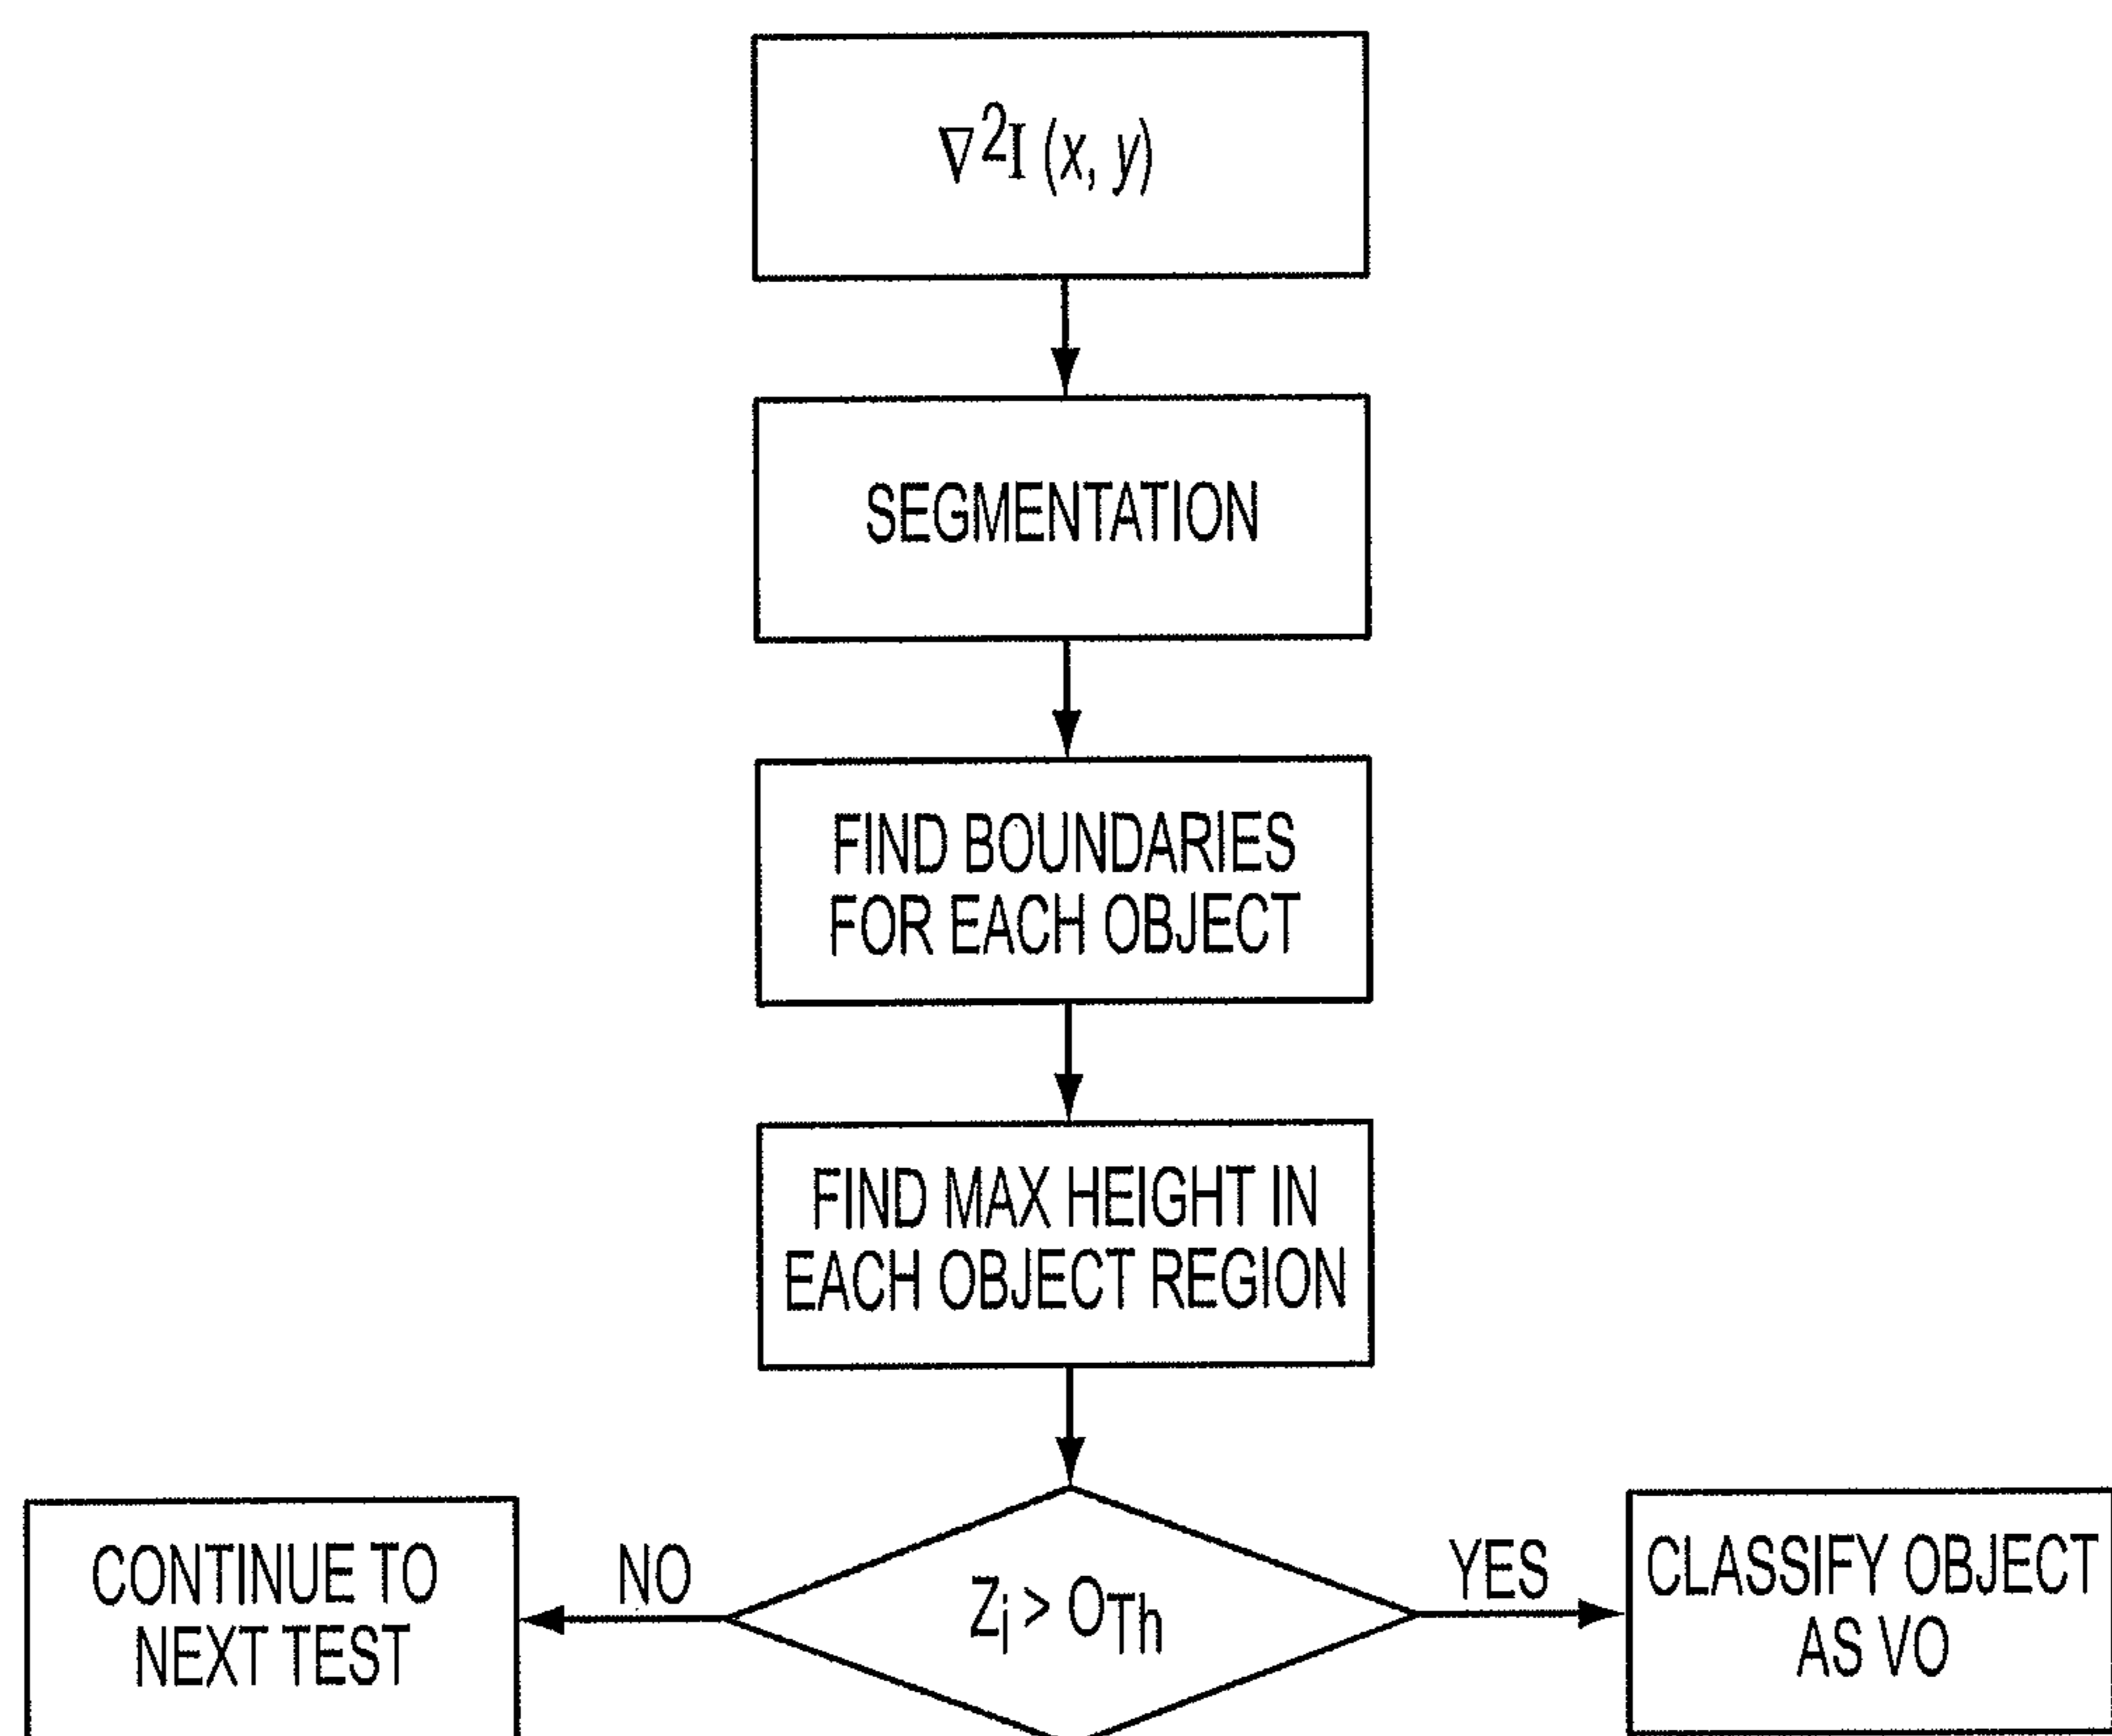 ∇²I (x, y)
SEGMENTATION
FIND BOUNDARIES
FOR EACH OBJECT
FIND MAX HEIGHT IN
EACH OBJECT REGION
CONTINUE TO
NEXT TEST
NO
Zi > OTh
YES
CLASSIFY OBJECT
AS VO